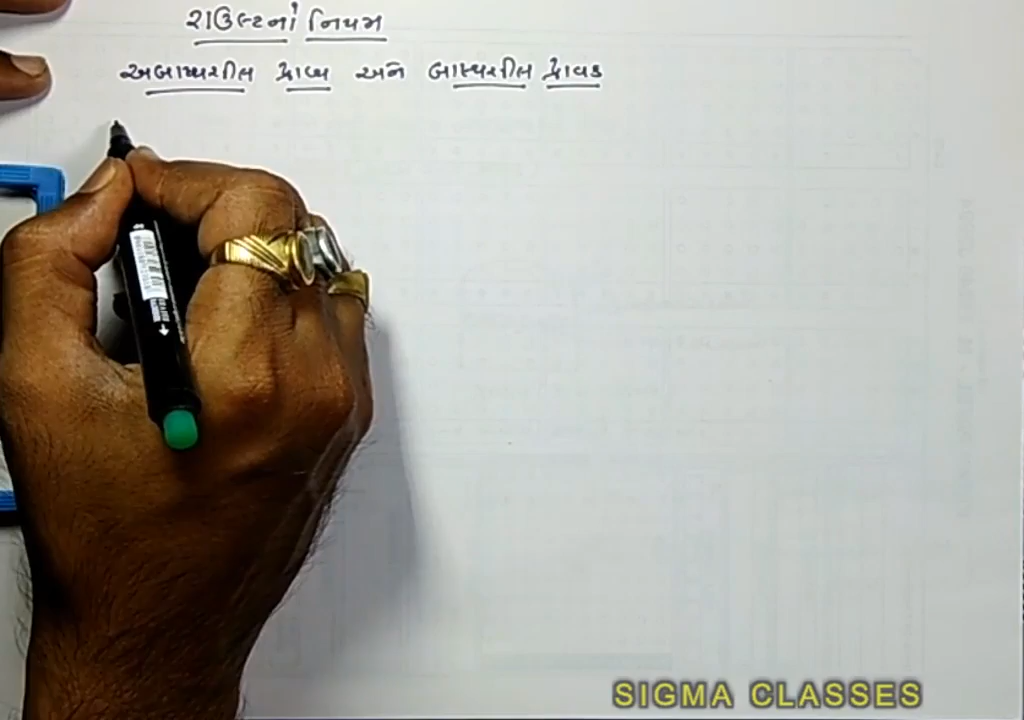 રાઉલ્ટનાં નિયમ
અબાષ્પશીલ દ્રાવ્ય અને બાષ્પશીલ દ્રાવક
SIGMA CLASSES